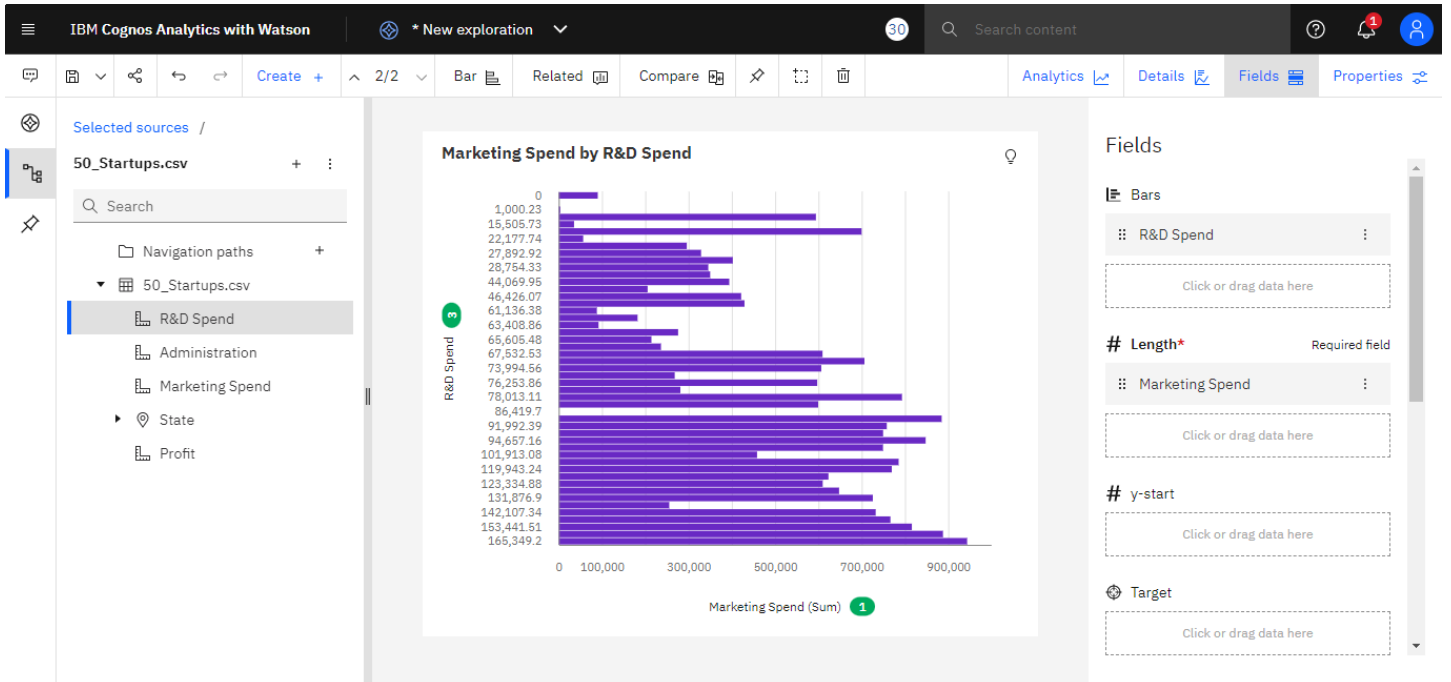 IBM Cognos Analytics with Watson
* New exploration
30
Search content
1
Create +
2/2
Bar
Related
Compare
Analytics
Details
Fields
Properties
Selected sources /
50_Startups.csv
Search
Navigation paths
50_Startups.csv
R&D Spend
Administration
Marketing Spend
State
Profit
Marketing Spend by R&D Spend
0
1,000.23
15,505.73
22,177.74
27,892.92
28,754.33
44,069.95
46,426.07
61,136.38
63,408.86
65,605.48
67,532.53
73,994.56
76,253.86
78,013.11
86,419.7
91,992.39
94,657.16
101,913.08
119,943.24
123,334.88
131,876.9
142,107.34
153,441.51
165,349.2
R&D Spend 3
0 100,000 300,000 500,000 700,000 900,000
Marketing Spend (Sum) 1
Fields
Bars
R&D Spend
Click or drag data here
# Length* Required field
Marketing Spend
Click or drag data here
# y-start
Click or drag data here
Target
Click or drag data here